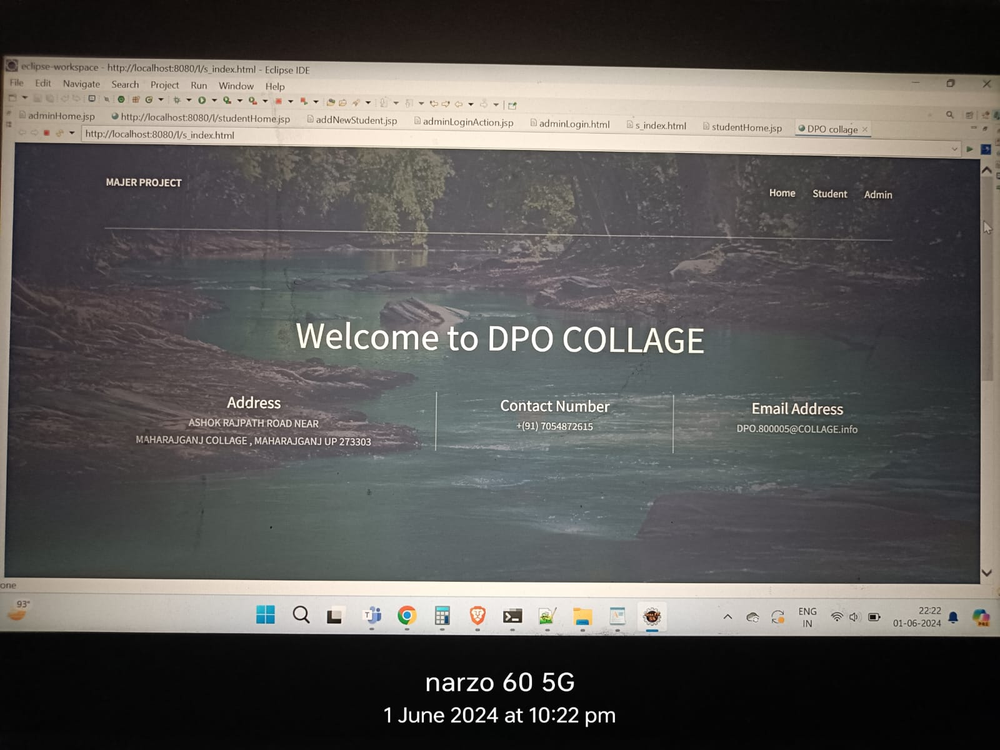 eclipse-workspace - http://localhost:8080/l/s_index.html - Eclipse IDE
File Edit Navigate Search Project Run Window Help
adminHome.jsp http://localhost:8080/l/studentHome.jsp addNewStudent.jsp adminLoginAction.jsp adminLogin.html s_index.html studentHome.jsp DPO collage
http://localhost:8080/l/s_index.html
MAJER PROJECT
Home Student Admin
Welcome to DPO COLLAGE
Address
ASHOK RAJPATH ROAD NEAR
MAHARAJGANJ COLLAGE , MAHARAJGANJ UP 273303
Contact Number
+(91) 7054872615
Email Address
DPO.800005@COLLAGE.info
one
93°
ENG
IN
22:22
01-06-2024
narzo 60 5G
1 June 2024 at 10:22 pm